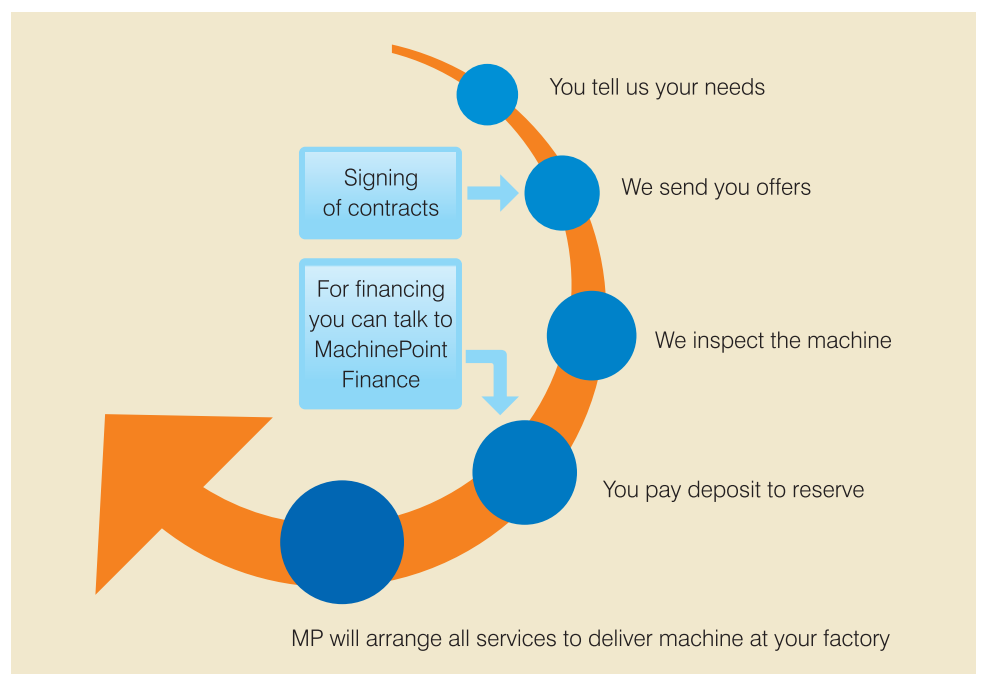 You tell us your needs
Signing
of contracts
We send you offers
For financing
you can talk to
MachinePoint
Finance
We inspect the machine
You pay deposit to reserve
MP will arrange all services to deliver machine at your factory